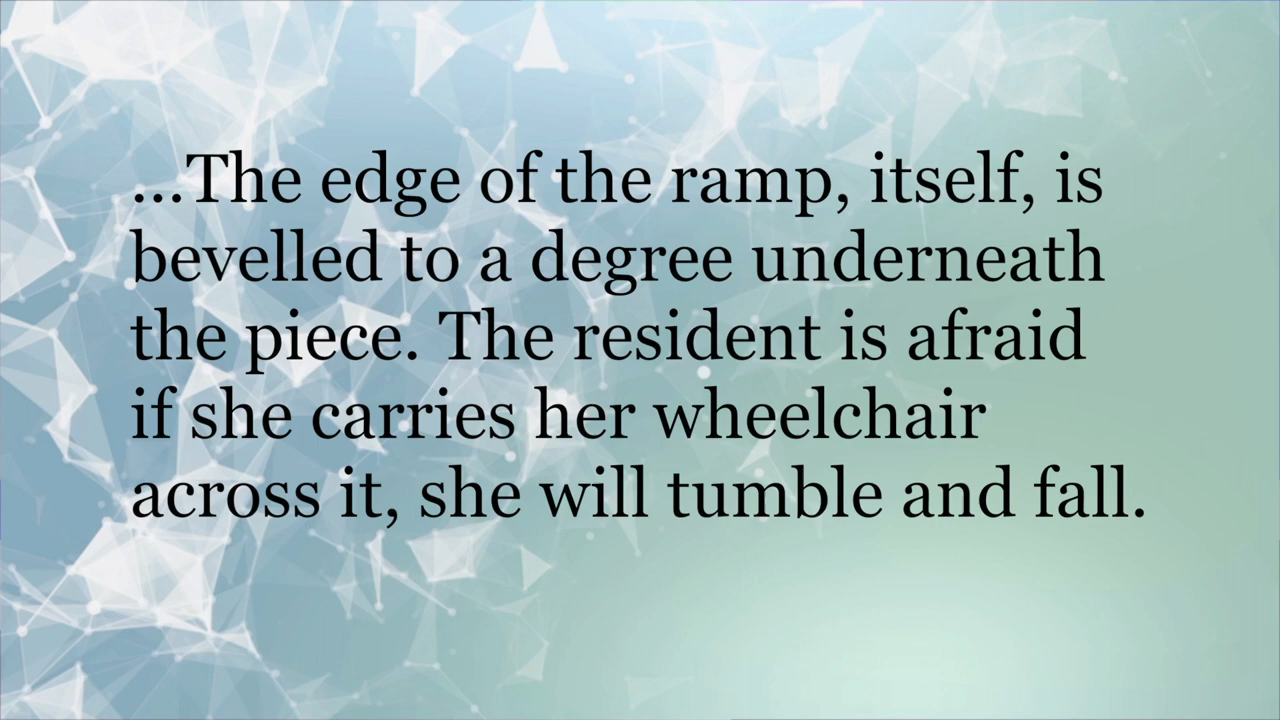 ...The edge of the ramp, itself, is
bevelled to a degree underneath
the piece. The resident is afraid
if she carries her wheelchair
across it, she will tumble and fall.